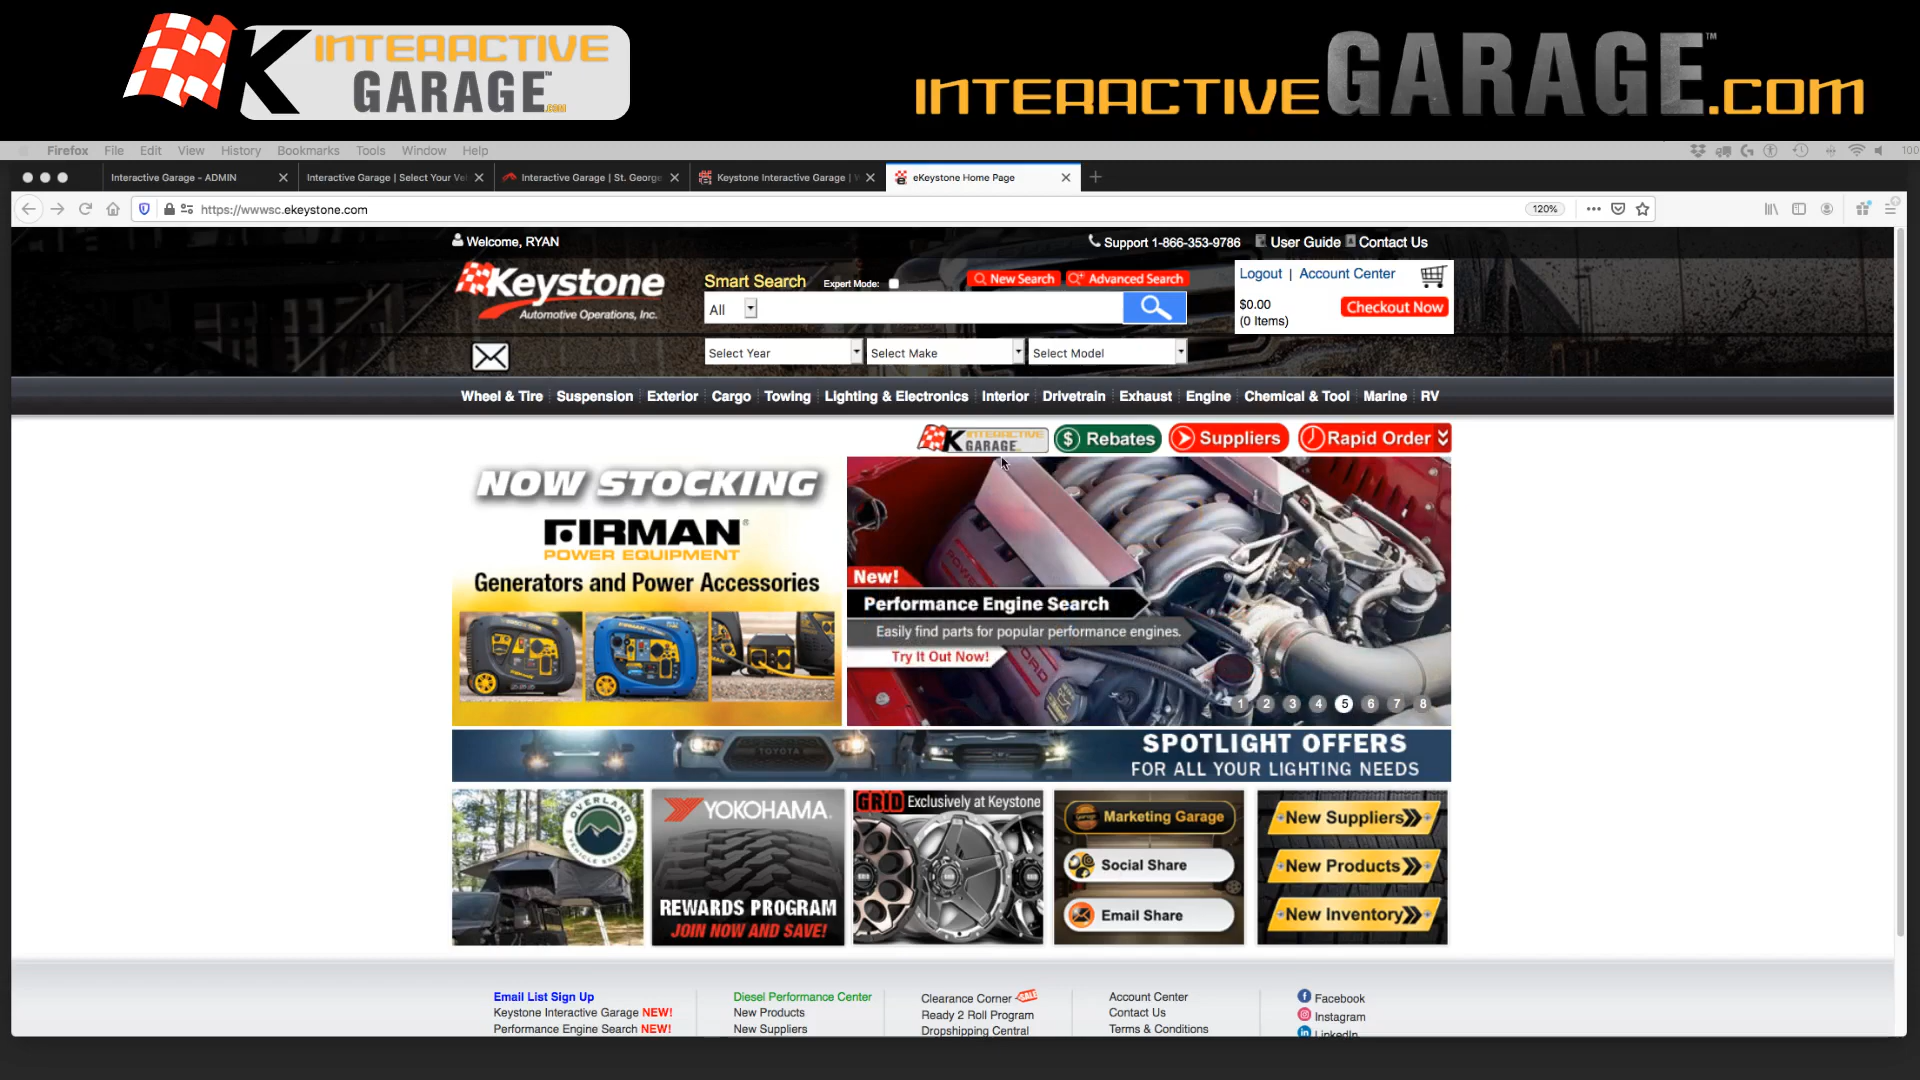 K INTERACTIVE GARAGE™ .COM
INTERACTIVEGARAGE™.COM
Firefox File Edit View History Bookmarks Tools Window Help 100
Interactive Garage - ADMIN
Interactive Garage | Select Your Ve
Interactive Garage | St. George
Keystone Interactive Garage |
eKeystone Home Page
https://wwwsc.ekeystone.com
120%
Welcome, RYAN
Support 1-866-353-9786 User Guide Contact Us
Keystone
Automotive Operations, Inc.
Smart Search Expert Mode: New Search Advanced Search
All
Select Year Select Make Select Model
Logout | Account Center
$0.00
(0 Items)
Checkout Now
Wheel & Tire Suspension Exterior Cargo Towing Lighting & Electronics Interior Drivetrain Exhaust Engine Chemical & Tool Marine RV
K INTERACTIVE GARAGE
$ Rebates Suppliers Rapid Order
NOW STOCKING
FIRMAN®
POWER EQUIPMENT
Generators and Power Accessories
New!
Performance Engine Search
Easily find parts for popular performance engines.
Try It Out Now!
1 2 3 4 5 6 7 8
TOYOTA
SPOTLIGHT OFFERS
FOR ALL YOUR LIGHTING NEEDS
OVERLAND
VEHICLE SYSTEMS
YOKOHAMA.
REWARDS PROGRAM
JOIN NOW AND SAVE!
GRID Exclusively at Keystone
Marketing Garage
Social Share
Email Share
New Suppliers
New Products
New Inventory
Email List Sign Up
Keystone Interactive Garage NEW!
Performance Engine Search NEW!
Diesel Performance Center
New Products
New Suppliers
Clearance Corner SALE
Ready 2 Roll Program
Dropshipping Central
Account Center
Contact Us
Terms & Conditions
Facebook
Instagram
LinkedIn